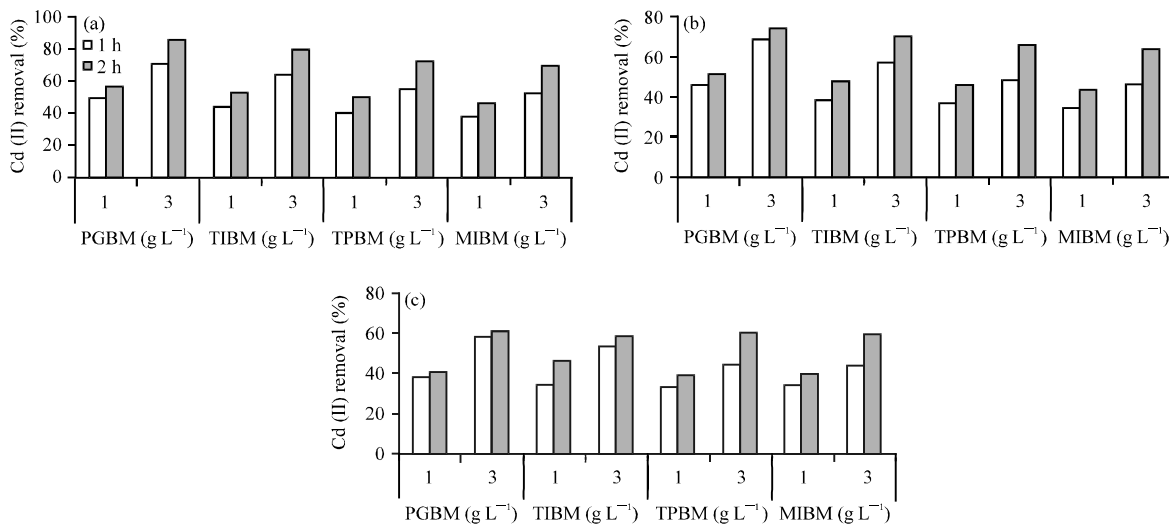 (a)
1 h
2 h
Cd (II) removal (%)
100
80
60
40
20
0
1 3 1 3 1 3 1 3
PGBM (g L⁻¹) TIBM (g L⁻¹) TPBM (g L⁻¹) MIBM (g L⁻¹)
(b)
Cd (II) removal (%)
80
60
40
20
0
1 3 1 3 1 3 1 3
PGBM (g L⁻¹) TIBM (g L⁻¹) TPBM (g L⁻¹) MIBM (g L⁻¹)
(c)
Cd (II) removal (%)
80
60
40
20
0
1 3 1 3 1 3 1 3
PGBM (g L⁻¹) TIBM (g L⁻¹) TPBM (g L⁻¹) MIBM (g L⁻¹)